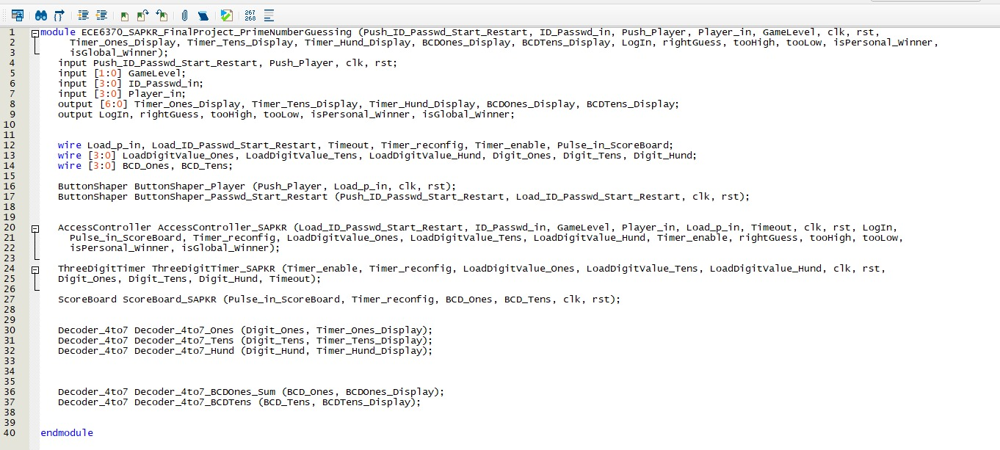 267
268
1 module ECE6370_SAPKR_FinalProject_PrimeNumberGuessing (Push_ID_Passwd_Start_Restart, ID_Passwd_in, Push_Player, Player_in, GameLevel, clk, rst,
2 Timer_Ones_Display, Timer_Tens_Display, Timer_Hund_Display, BCDOnes_Display, BCDTens_Display, LogIn, rightGuess, tooHigh, tooLow, isPersonal_Winner,
3 isGlobal_Winner);
4 input Push_ID_Passwd_Start_Restart, Push_Player, clk, rst;
5 input [1:0] GameLevel;
6 input [3:0] ID_Passwd_in;
7 input [3:0] Player_in;
8 output [6:0] Timer_Ones_Display, Timer_Tens_Display, Timer_Hund_Display, BCDOnes_Display, BCDTens_Display;
9 output LogIn, rightGuess, tooHigh, tooLow, isPersonal_Winner, isGlobal_Winner;
10
11
12 wire Load_p_in, Load_ID_Passwd_Start_Restart, Timeout, Timer_reconfig, Timer_enable, Pulse_in_ScoreBoard;
13 wire [3:0] LoadDigitValue_Ones, LoadDigitValue_Tens, LoadDigitValue_Hund, Digit_Ones, Digit_Tens, Digit_Hund;
14 wire [3:0] BCD_Ones, BCD_Tens;
15
16 ButtonShaper ButtonShaper_Player (Push_Player, Load_p_in, clk, rst);
17 ButtonShaper ButtonShaper_Passwd_Start_Restart (Push_ID_Passwd_Start_Restart, Load_ID_Passwd_Start_Restart, clk, rst);
18
19
20 AccessController AccessController_SAPKR (Load_ID_Passwd_Start_Restart, ID_Passwd_in, GameLevel, Player_in, Load_p_in, Timeout, clk, rst, LogIn,
21 Pulse_in_ScoreBoard, Timer_reconfig, LoadDigitValue_Ones, LoadDigitValue_Tens, LoadDigitValue_Hund, Timer_enable, rightGuess, tooHigh, tooLow,
22 isPersonal_Winner, isGlobal_Winner);
23
24 ThreeDigitTimer ThreeDigitTimer_SAPKR (Timer_enable, Timer_reconfig, LoadDigitValue_Ones, LoadDigitValue_Tens, LoadDigitValue_Hund, clk, rst,
25 Digit_Ones, Digit_Tens, Digit_Hund, Timeout);
26
27 ScoreBoard ScoreBoard_SAPKR (Pulse_in_ScoreBoard, Timer_reconfig, BCD_Ones, BCD_Tens, clk, rst);
28
29
30 Decoder_4to7 Decoder_4to7_Ones (Digit_Ones, Timer_Ones_Display);
31 Decoder_4to7 Decoder_4to7_Tens (Digit_Tens, Timer_Tens_Display);
32 Decoder_4to7 Decoder_4to7_Hund (Digit_Hund, Timer_Hund_Display);
33
34
35
36 Decoder_4to7 Decoder_4to7_BCDOnes_Sum (BCD_Ones, BCDOnes_Display);
37 Decoder_4to7 Decoder_4to7_BCDTens (BCD_Tens, BCDTens_Display);
38
39
40 endmodule